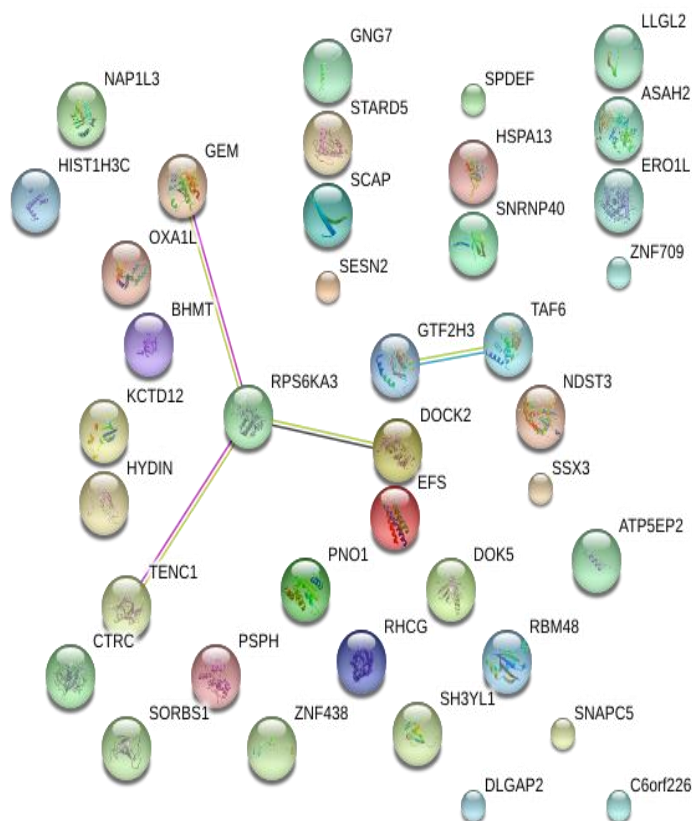 LLGL2
GNG7
SPDEF
NAP1L3
ASAH2
STARD5
HSPA13
GEM
HIST1H3C
SCAP
ERO1L
SNRNP40
OXA1L
SESN2
ZNF709
BHMT
GTF2H3
TAF6
RPS6KA3
NDST3
KCTD12
DOCK2
HYDIN
EFS
SSX3
ATP5EP2
PNO1
DOK5
TENC1
CTRC
PSPH
RHCG
RBM48
SH3YL1
SORBS1
ZNF438
SNAPC5
DLGAP2
C6orf226